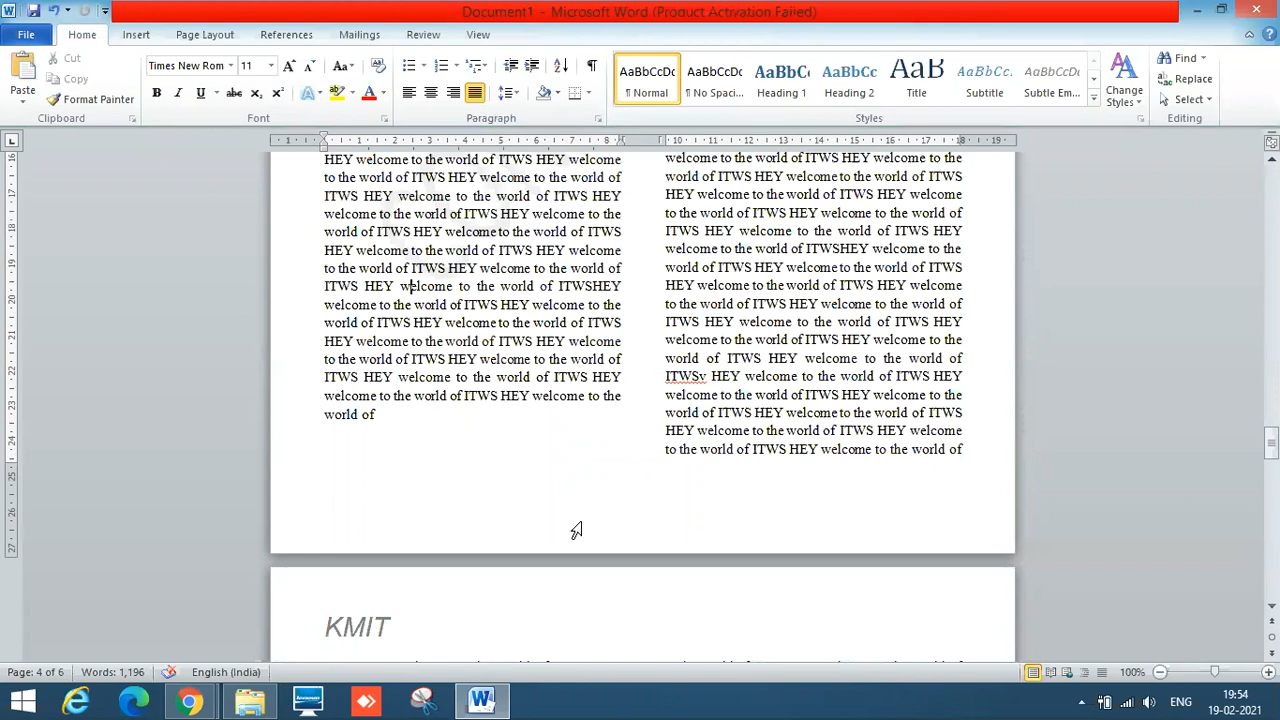 Document1 - Microsoft Word (Product Activation Failed)
File Home Insert Page Layout References Mailings Review View
Paste
Cut
Copy
Format Painter
Clipboard
Times New Rom 11
Font
Paragraph
AaBbCcDc AaBbCcDc AaBbC AaBbCc AaB AaBbCcL AaBbCcDc
¶ Normal ¶ No Spaci... Heading 1 Heading 2 Title Subtitle Subtle Em...
Styles
Change Styles
Find
Replace
Select
Editing
HEY welcome to the world of ITWS HEY welcome
to the world of ITWS HEY welcome to the world of
ITWS HEY welcome to the world of ITWS HEY
welcome to the world of ITWS HEY welcome to the
world of ITWS HEY welcome to the world of ITWS
HEY welcome to the world of ITWS HEY welcome
to the world of ITWS HEY welcome to the world of
ITWS HEY welcome to the world of ITWSHEY
welcome to the world of ITWS HEY welcome to the
world of ITWS HEY welcome to the world of ITWS
HEY welcome to the world of ITWS HEY welcome
to the world of ITWS HEY welcome to the world of
ITWS HEY welcome to the world of ITWS HEY
welcome to the world of ITWS HEY welcome to the
world of
welcome to the world of ITWS HEY welcome to the
world of ITWS HEY welcome to the world of ITWS
HEY welcome to the world of ITWS HEY welcome
to the world of ITWS HEY welcome to the world of
ITWS HEY welcome to the world of ITWS HEY
welcome to the world of ITWSHEY welcome to the
world of ITWS HEY welcome to the world of ITWS
HEY welcome to the world of ITWS HEY welcome
to the world of ITWS HEY welcome to the world of
ITWS HEY welcome to the world of ITWS HEY
welcome to the world of ITWS HEY welcome to the
world of ITWS HEY welcome to the world of
ITWSv HEY welcome to the world of ITWS HEY
welcome to the world of ITWS HEY welcome to the
world of ITWS HEY welcome to the world of ITWS
HEY welcome to the world of ITWS HEY welcome
to the world of ITWS HEY welcome to the world of
KMIT
Page: 4 of 6 Words: 1,196 English (India) 100%
ENG
19:54
19-02-2021